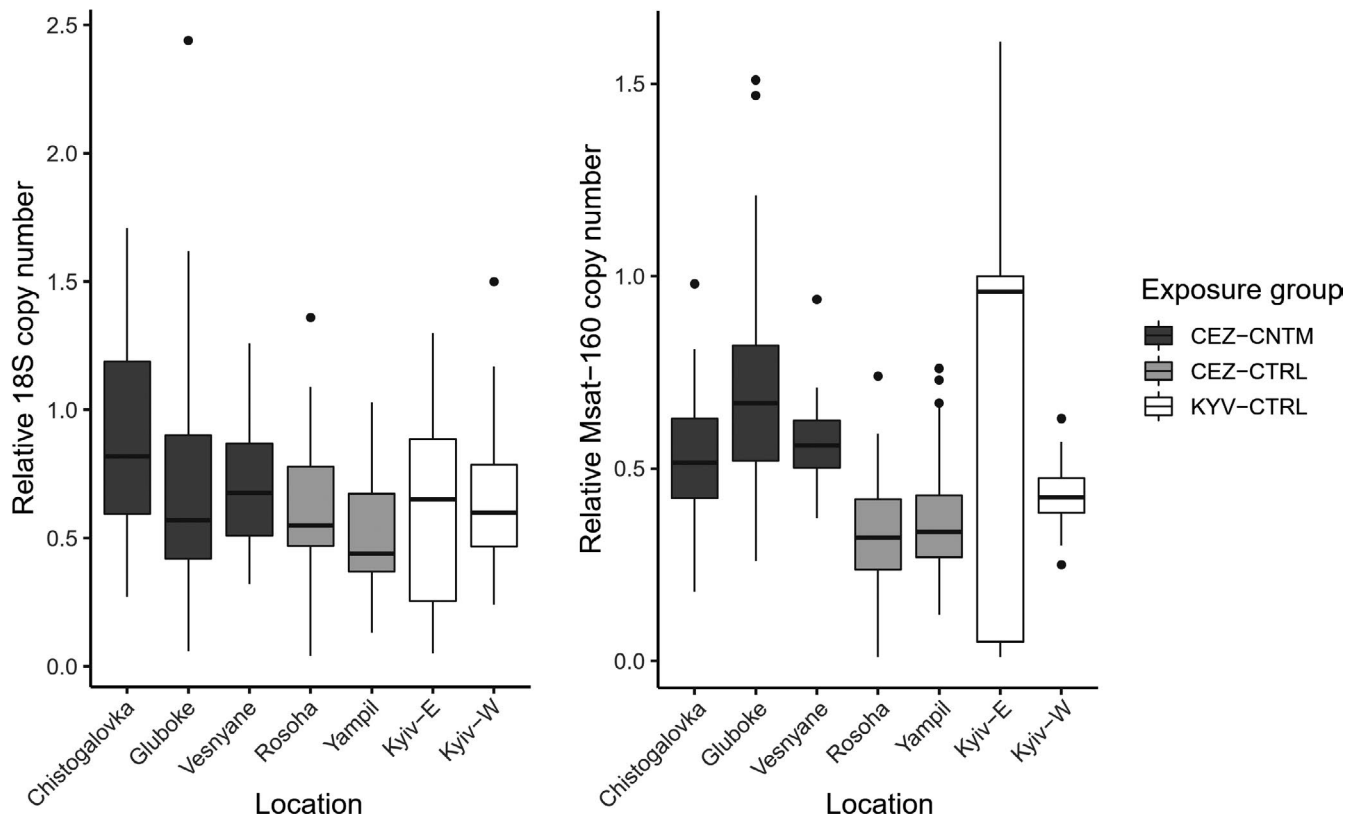 Relative 18S copy number
2.5
2.0
1.5
1.0
0.5
0.0
Chistogalovka
Gluboke
Vesnyane
Rosoha
Yampil
Kyiv−E
Kyiv−W
Location
Relative Msat−160 copy number
1.5
1.0
0.5
0.0
Chistogalovka
Gluboke
Vesnyane
Rosoha
Yampil
Kyiv−E
Kyiv−W
Location
Exposure group
CEZ−CNTM
CEZ−CTRL
KYV−CTRL